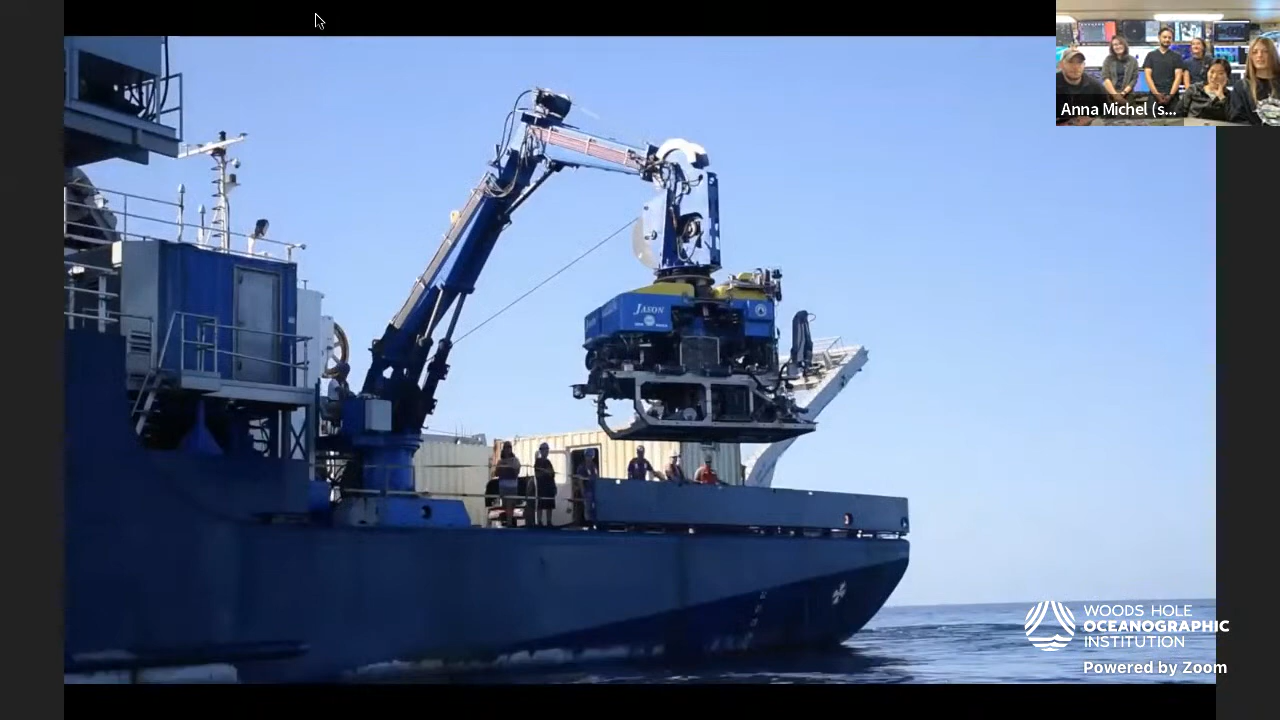 Anna Michel (s...
JASON
WOODS HOLE
OCEANOGRAPHIC
INSTITUTION
Powered by Zoom